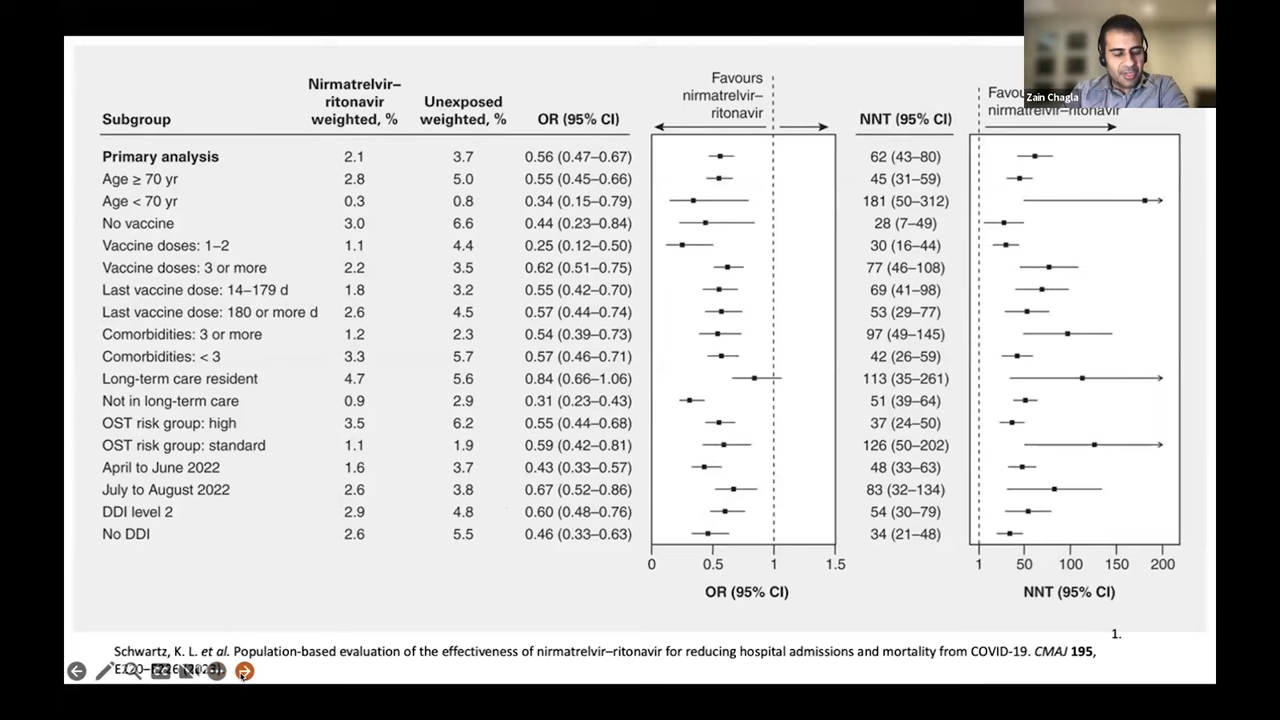 Zain Chagla
Favours
nirmatrelvir–
ritonavir
Favou
nirmatrelvir–ritonavir
Subgroup Nirmatrelvir–ritonavir weighted, % Unexposed weighted, % OR (95% CI) NNT (95% CI)
Primary analysis 2.1 3.7 0.56 (0.47–0.67) 62 (43–80)
Age ≥ 70 yr 2.8 5.0 0.55 (0.45–0.66) 45 (31–59)
Age < 70 yr 0.3 0.8 0.34 (0.15–0.79) 181 (50–312)
No vaccine 3.0 6.6 0.44 (0.23–0.84) 28 (7–49)
Vaccine doses: 1–2 1.1 4.4 0.25 (0.12–0.50) 30 (16–44)
Vaccine doses: 3 or more 2.2 3.5 0.62 (0.51–0.75) 77 (46–108)
Last vaccine dose: 14–179 d 1.8 3.2 0.55 (0.42–0.70) 69 (41–98)
Last vaccine dose: 180 or more d 2.6 4.5 0.57 (0.44–0.74) 53 (29–77)
Comorbidities: 3 or more 1.2 2.3 0.54 (0.39–0.73) 97 (49–145)
Comorbidities: < 3 3.3 5.7 0.57 (0.46–0.71) 42 (26–59)
Long-term care resident 4.7 5.6 0.84 (0.66–1.06) 113 (35–261)
Not in long-term care 0.9 2.9 0.31 (0.23–0.43) 51 (39–64)
OST risk group: high 3.5 6.2 0.55 (0.44–0.68) 37 (24–50)
OST risk group: standard 1.1 1.9 0.59 (0.42–0.81) 126 (50–202)
April to June 2022 1.6 3.7 0.43 (0.33–0.57) 48 (33–63)
July to August 2022 2.6 3.8 0.67 (0.52–0.86) 83 (32–134)
DDI level 2 2.9 4.8 0.60 (0.48–0.76) 54 (30–79)
No DDI 2.6 5.5 0.46 (0.33–0.63) 34 (21–48)
0 0.5 1 1.5 1 50 100 150 200
OR (95% CI) NNT (95% CI)
1.
Schwartz, K. L. et al. Population-based evaluation of the effectiveness of nirmatrelvir–ritonavir for reducing hospital admissions and mortality from COVID-19. CMAJ 195,